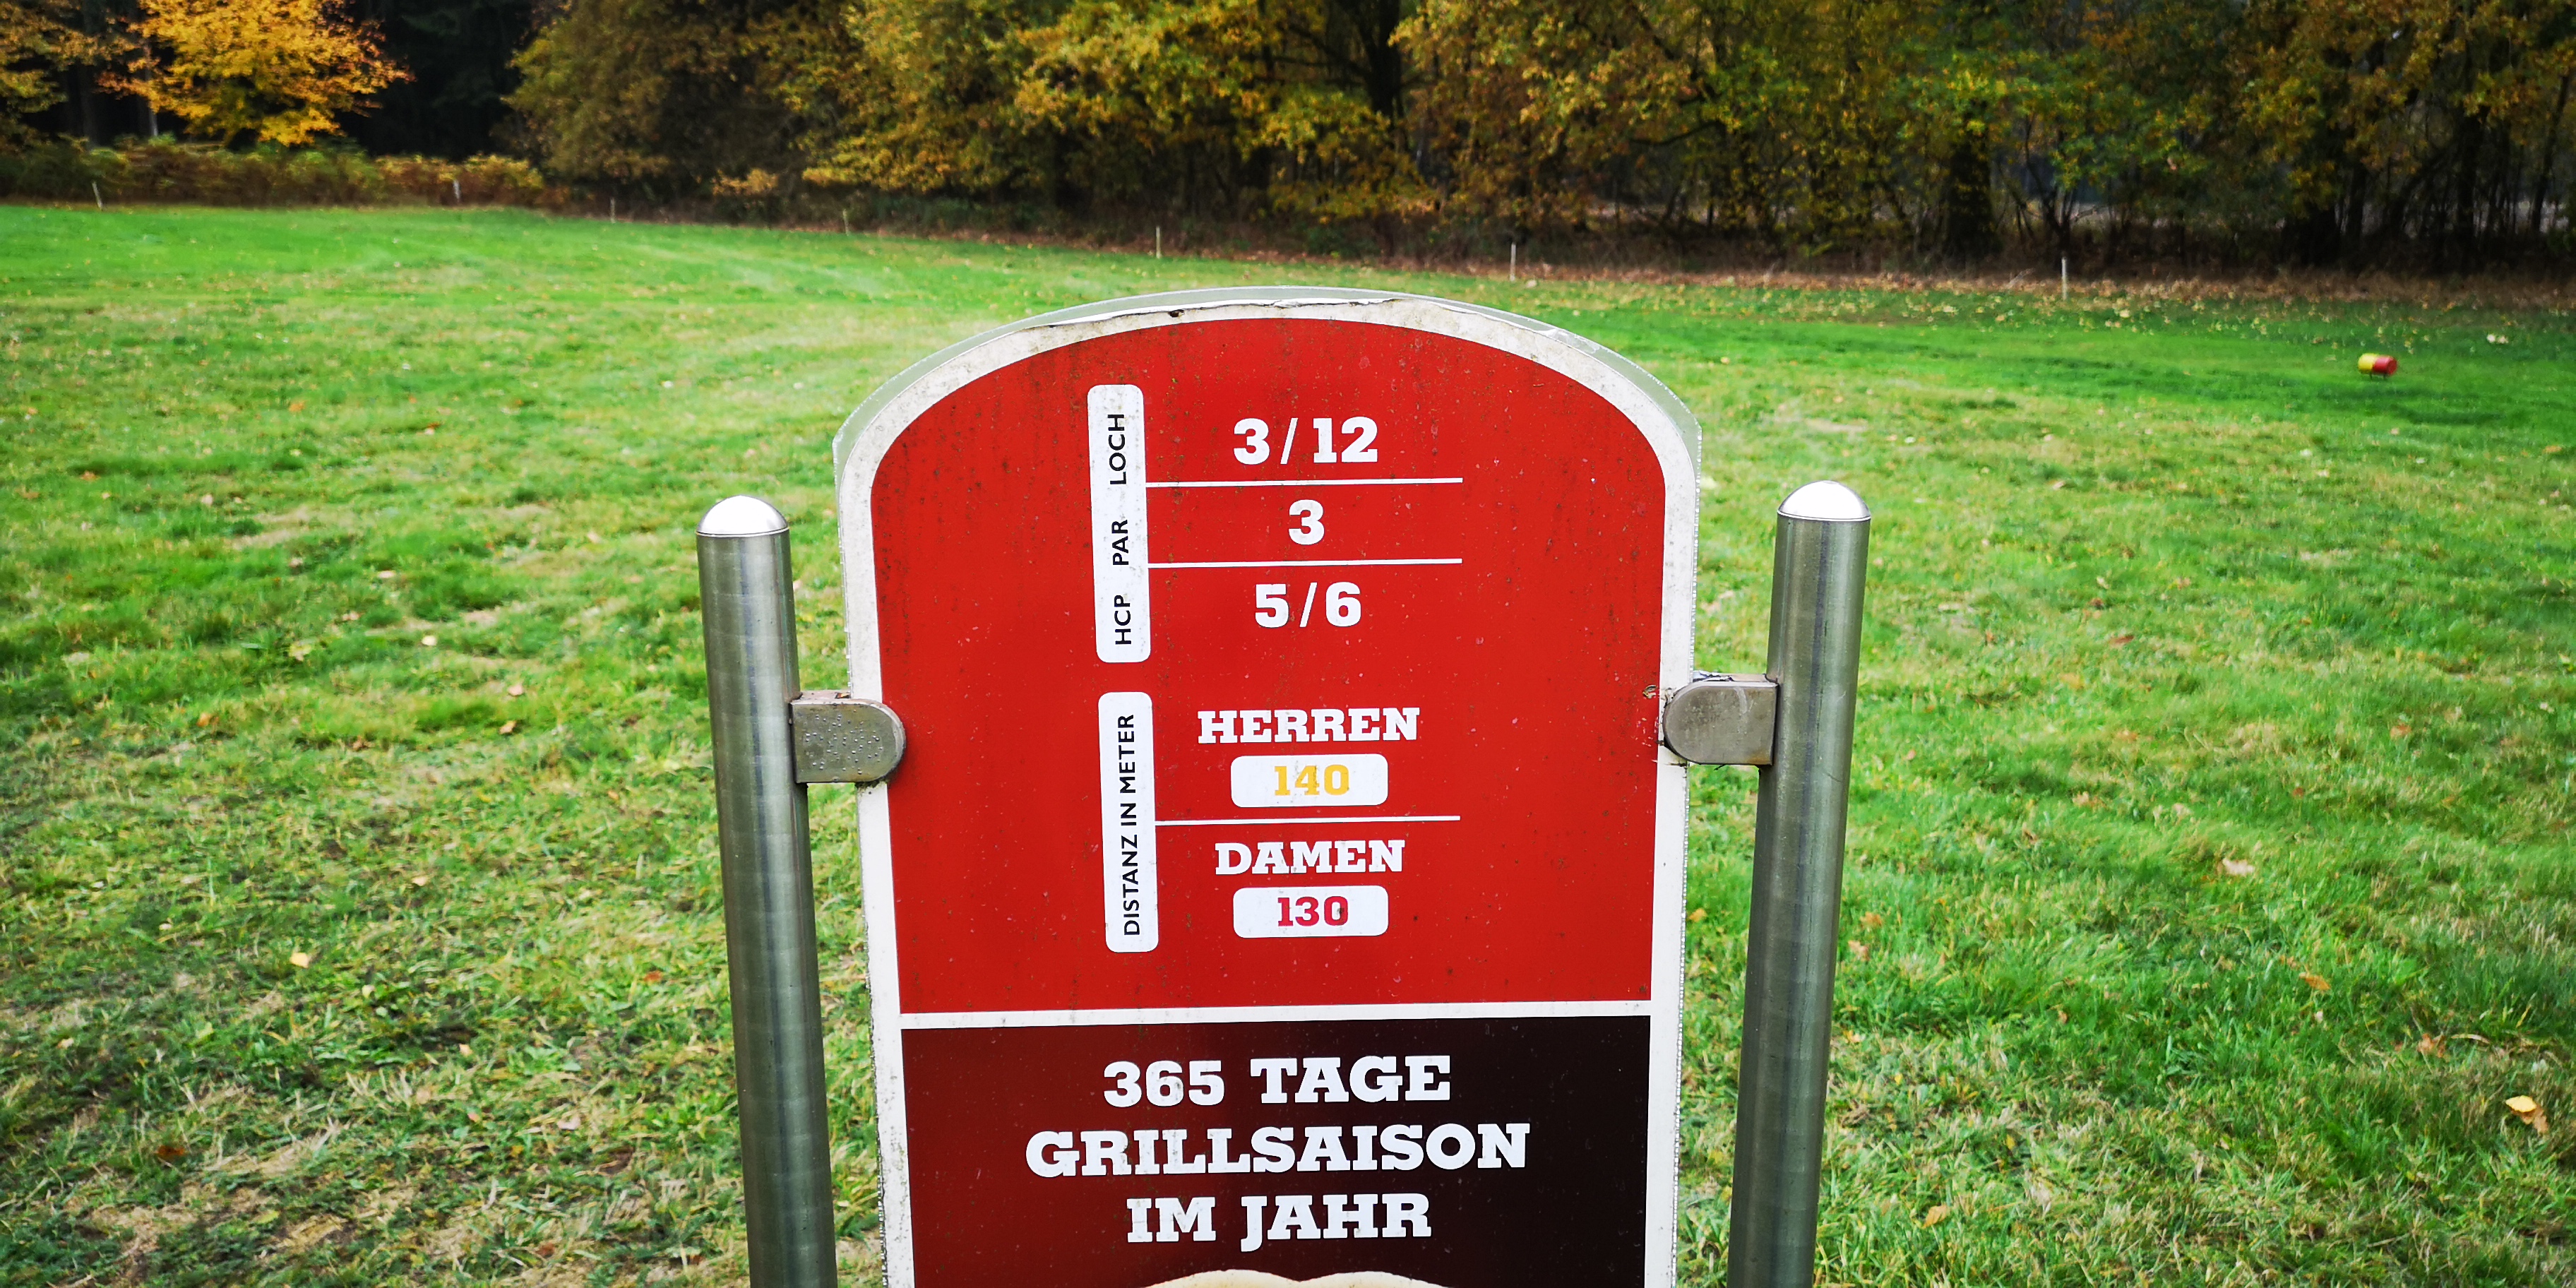 LOCH 3/12
PAR 3
HCP 5/6
DISTANZ IN METER
HERREN
140
DAMEN
130
365 TAGE
GRILLSAISON
IM JAHR